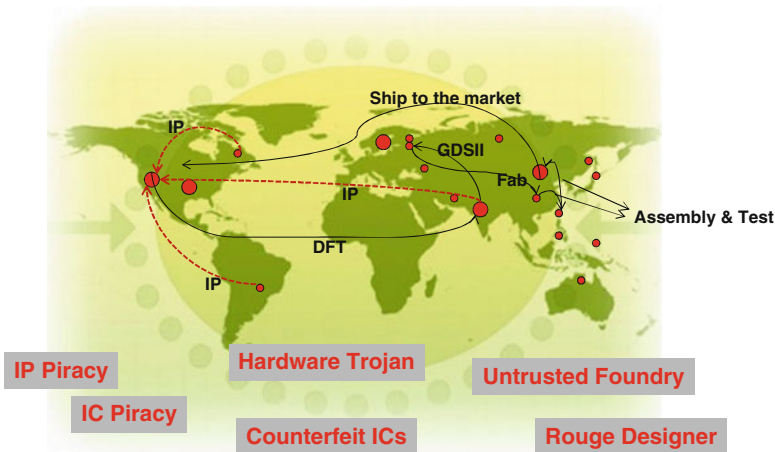 Ship to the market
IP
GDSII
Fab
IP
Assembly & Test
DFT
IP
Hardware Trojan
IP Piracy
Untrusted Foundry
IC Piracy
Counterfeit ICs
Rouge Designer